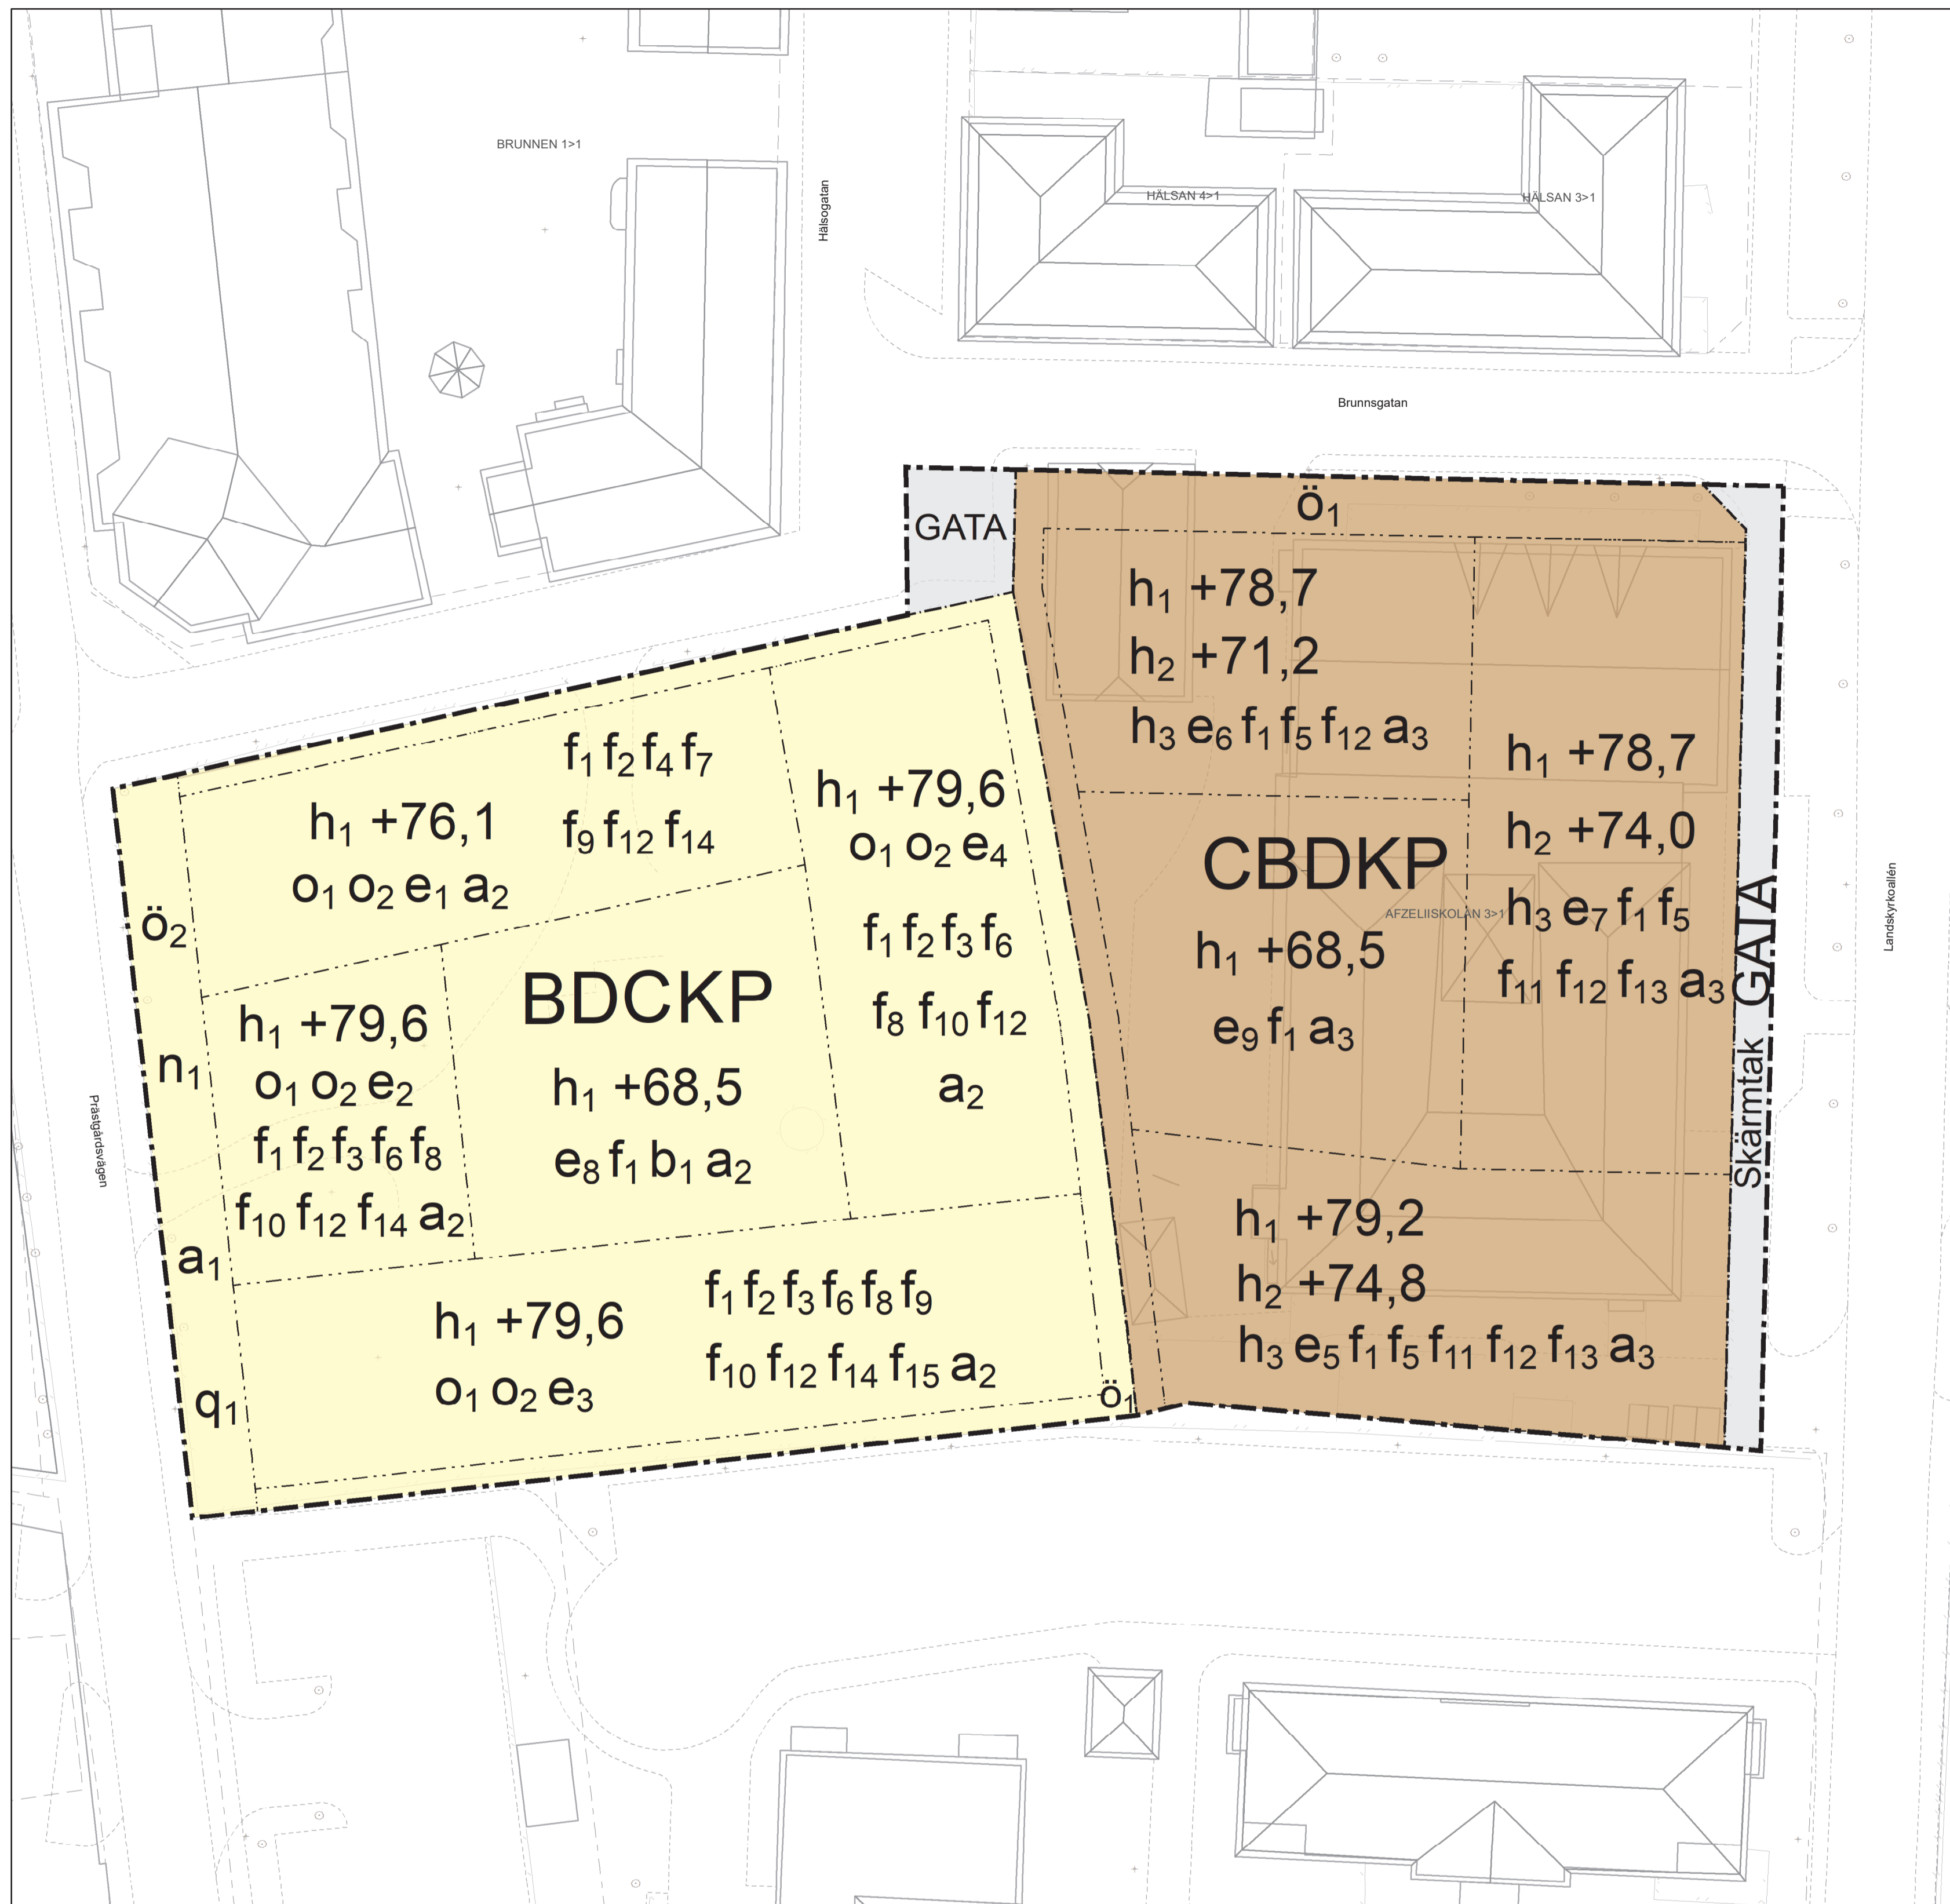 BRUNNEN 1>1
Hälsogatan
HÄLSAN 4>1
HÄLSAN 3>1
Brunnsgatan
GATA
ö1
h1 +78,7
h2 +71,2
h3 e6 f1 f5 f12 a3
h1 +78,7
h2 +74,0
h3 e7 f1 f5
f11 f12 f13 a3
CBDKP
AFZELIISKOLAN 3>1
h1 +68,5
e9 f1 a3
h1 +79,2
h2 +74,8
h3 e5 f1 f5 f11 f12 f13 a3
Skärmtak GATA
Landskyrkoallén
f1 f2 f4 f7
f9 f12 f14
h1 +76,1
o1 o2 e1 a2
h1 +79,6
o1 o2 e4
f1 f2 f3 f6
f8 f10 f12
a2
ö2
n1
a1
q1
Prästgårdsvägen
h1 +79,6
o1 o2 e2
f1 f2 f3 f6 f8
f10 f12 f14 a2
BDCKP
h1 +68,5
e8 f1 b1 a2
h1 +79,6
o1 o2 e3
f1 f2 f3 f6 f8 f9
f10 f12 f14 f15 a2
ö1